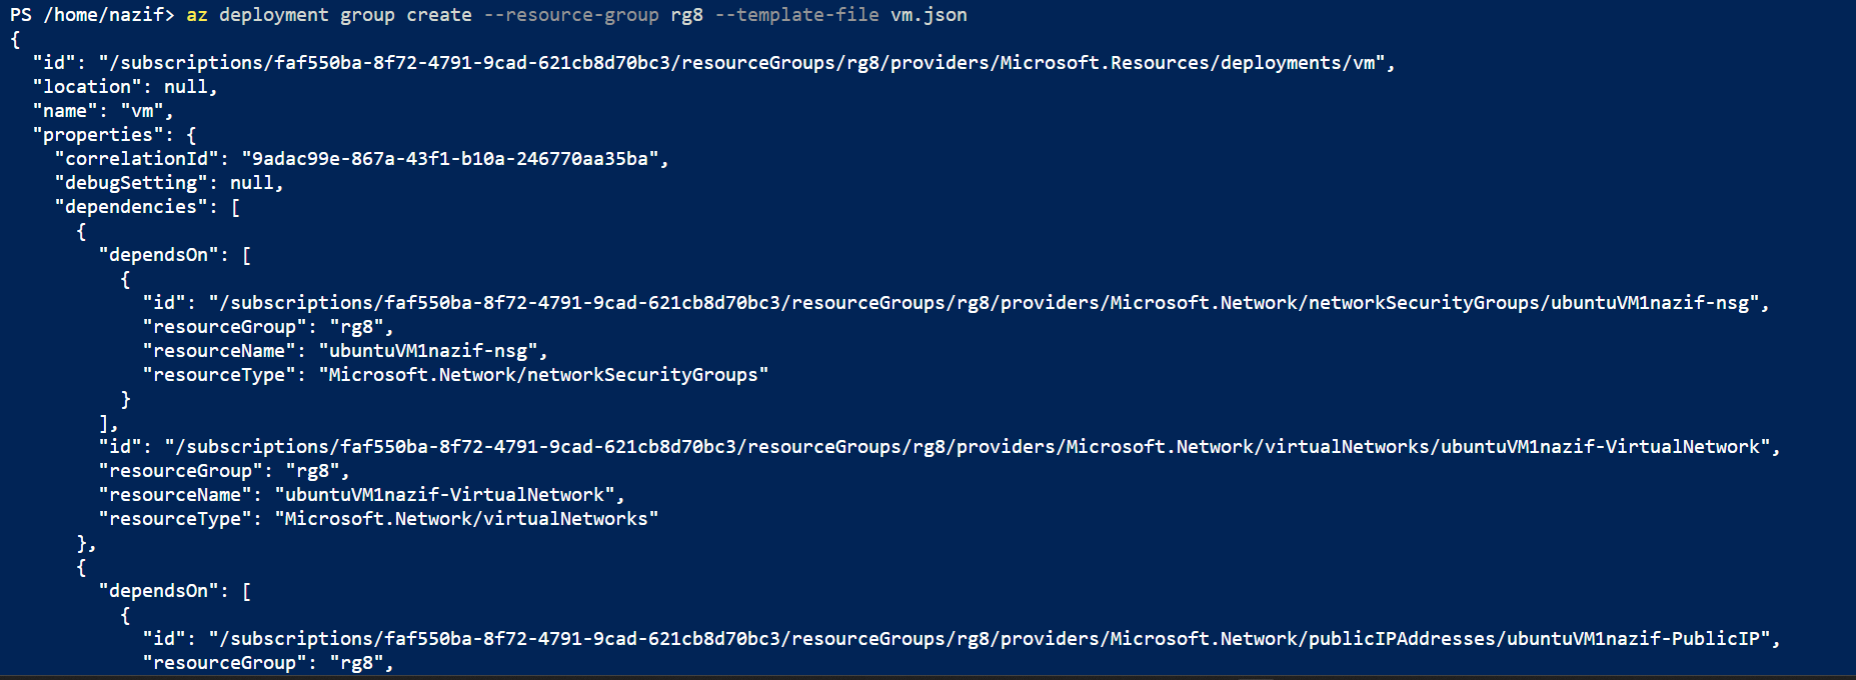 PS /home/nazif> az deployment group create --resource-group rg8 --template-file vm.json
{
  "id": "/subscriptions/faf550ba-8f72-4791-9cad-621cb8d70bc3/resourceGroups/rg8/providers/Microsoft.Resources/deployments/vm",
  "location": null,
  "name": "vm",
  "properties": {
    "correlationId": "9adac99e-867a-43f1-b10a-246770aa35ba",
    "debugSetting": null,
    "dependencies": [
      {
        "dependsOn": [
          {
            "id": "/subscriptions/faf550ba-8f72-4791-9cad-621cb8d70bc3/resourceGroups/rg8/providers/Microsoft.Network/networkSecurityGroups/ubuntuVM1nazif-nsg",
            "resourceGroup": "rg8",
            "resourceName": "ubuntuVM1nazif-nsg",
            "resourceType": "Microsoft.Network/networkSecurityGroups"
          }
        ],
        "id": "/subscriptions/faf550ba-8f72-4791-9cad-621cb8d70bc3/resourceGroups/rg8/providers/Microsoft.Network/virtualNetworks/ubuntuVM1nazif-VirtualNetwork",
        "resourceGroup": "rg8",
        "resourceName": "ubuntuVM1nazif-VirtualNetwork",
        "resourceType": "Microsoft.Network/virtualNetworks"
      },
      {
        "dependsOn": [
          {
            "id": "/subscriptions/faf550ba-8f72-4791-9cad-621cb8d70bc3/resourceGroups/rg8/providers/Microsoft.Network/publicIPAddresses/ubuntuVM1nazif-PublicIP",
            "resourceGroup": "rg8",